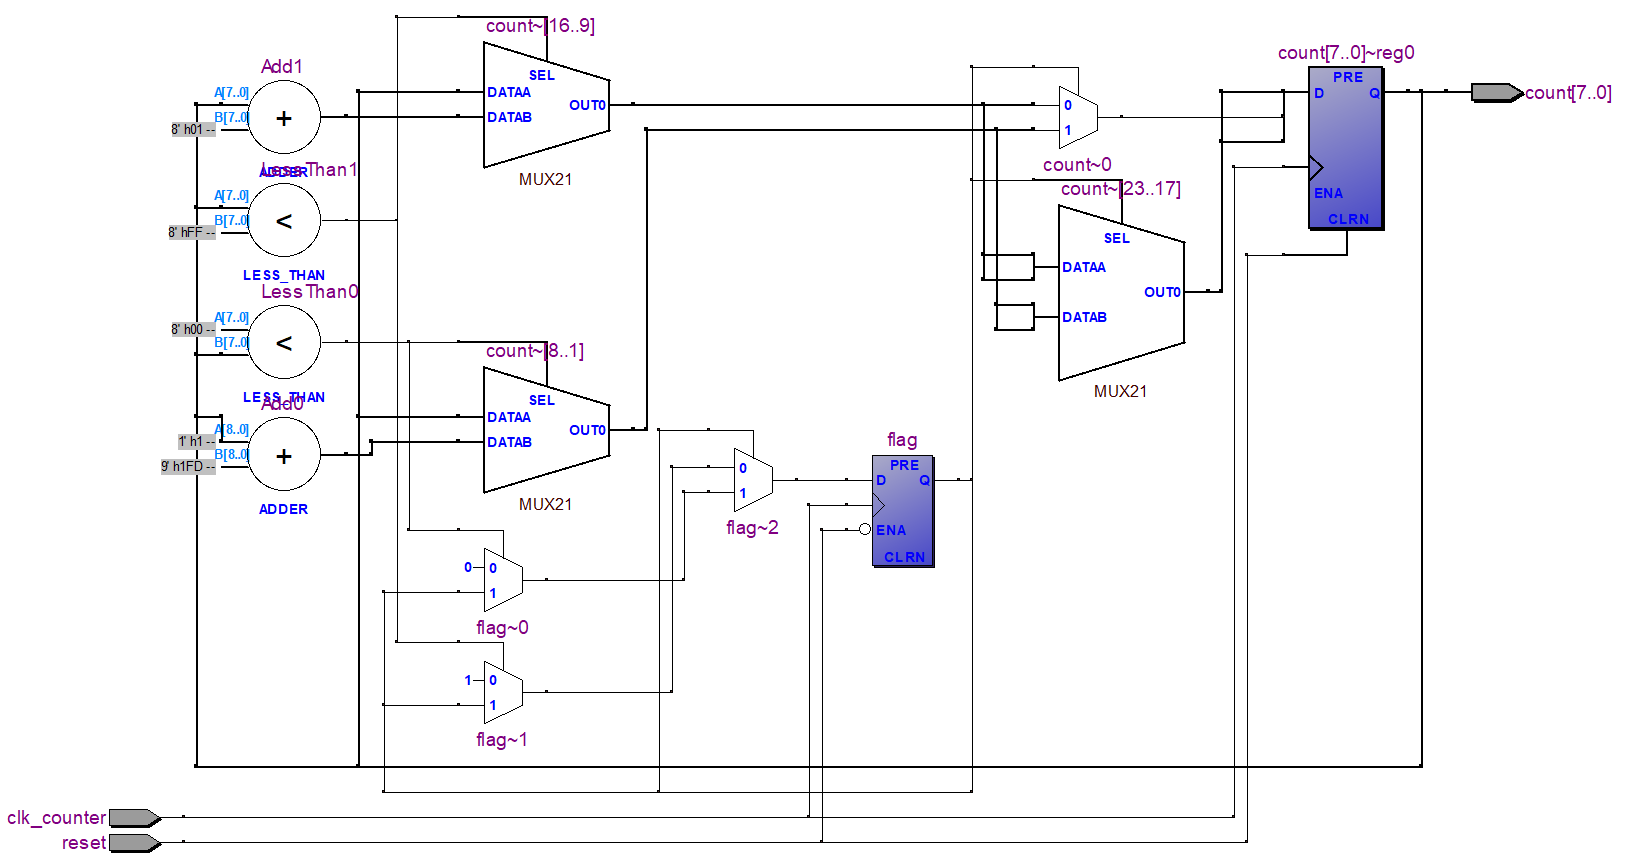 count~[16..9]
count[7..0]~reg0
Add1
SEL
PRE
A[7..0]
DATAA
0
D
Q
count[7..0]
OUT0
B[7..0]
+
DATAB
8' h01 --
1
count~0
ADDER
LessThan1
MUX21
ENA
count~[23..17]
A[7..0]
B[7..0]
<
CLRN
8' hFF --
SEL
LESS_THAN
DATAA
LessThan0
OUT0
A[7..0]
DATAB
8' h00 --
B[7..0]
<
count~[8..1]
LESS_THAN
MUX21
Add0
SEL
DATAA
A[8..0]
OUT0
flag
1' h1 --
DATAB
B[8..0]
+
9' h1FD --
0
PRE
D
Q
1
ADDER
MUX21
flag~2
ENA
CLRN
0
0
1
flag~0
1
0
1
flag~1
clk_counter
reset